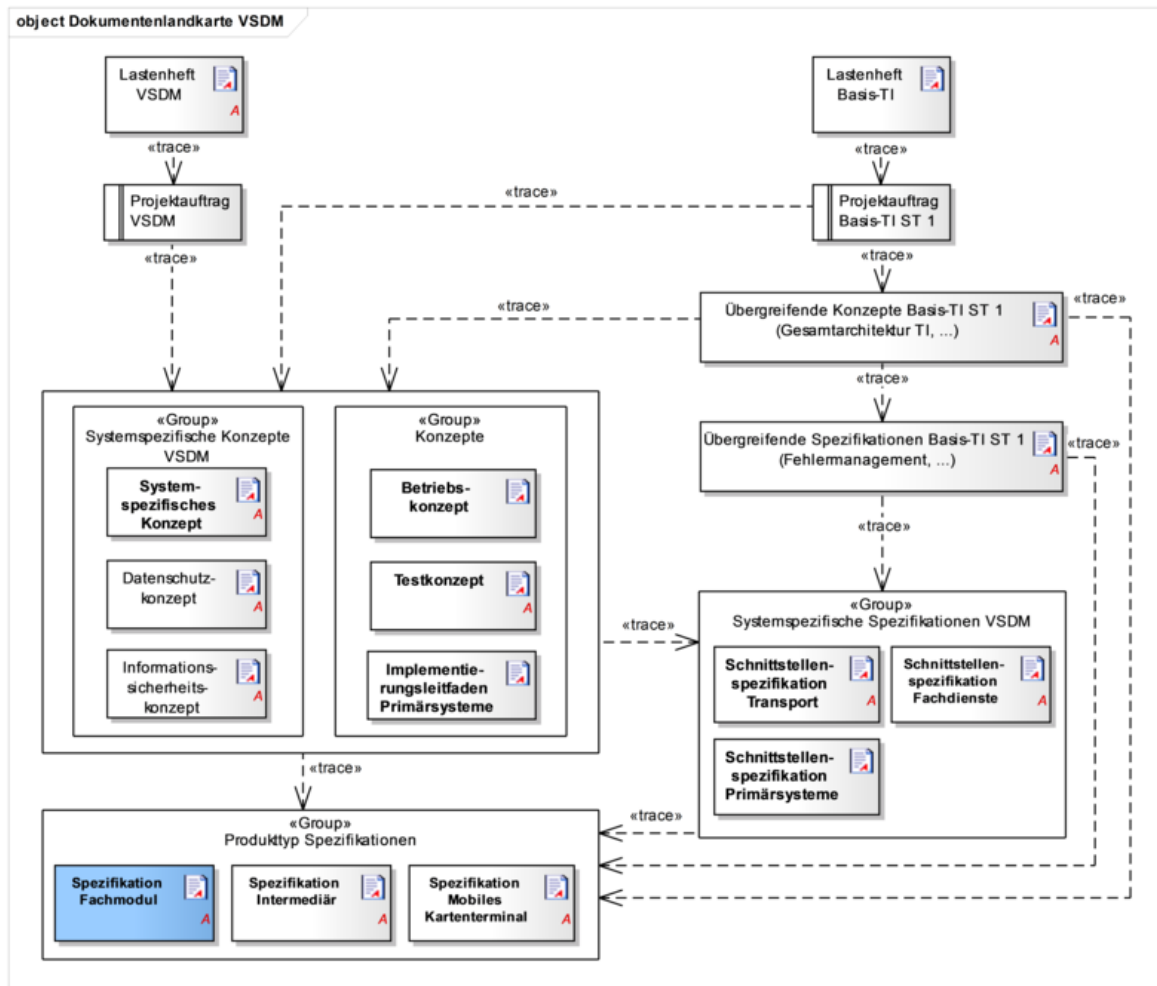 object Dokumentenlandkarte VSDM
Lastenheft
VSDM
A
Lastenheft
Basis-TI
«trace»
«trace»
Projektauftrag
VSDM
«trace»
Projektauftrag
Basis-TI ST 1
«trace»
«trace»
«trace»
Übergreifende Konzepte Basis-TI ST 1
(Gesamtarchitektur TI, ...)
A
«trace»
«trace»
Übergreifende Spezifikationen Basis-TI ST 1
(Fehlermanagement, ...)
A
«trace»
«trace»
«Group»
Systemspezifische Konzepte
VSDM
System-
spezifisches
Konzept
A
Datenschutz-
konzept
A
Informations-
sicherheits-
konzept
A
«Group»
Konzepte
Betriebs-
konzept
Testkonzept
A
Implementie-
rungsleitfaden
Primärsysteme
«trace»
«trace»
«Group»
Systemspezifische Spezifikationen VSDM
Schnittstellen-
spezifikation
Transport
A
Schnittstellen-
spezifikation
Fachdienste
A
Schnittstellen-
spezifikation
Primärsysteme
«trace»
«trace»
«Group»
Produkttyp Spezifikationen
Spezifikation
Fachmodul
A
Spezifikation
Intermediär
A
Spezifikation
Mobiles
Kartenterminal
A